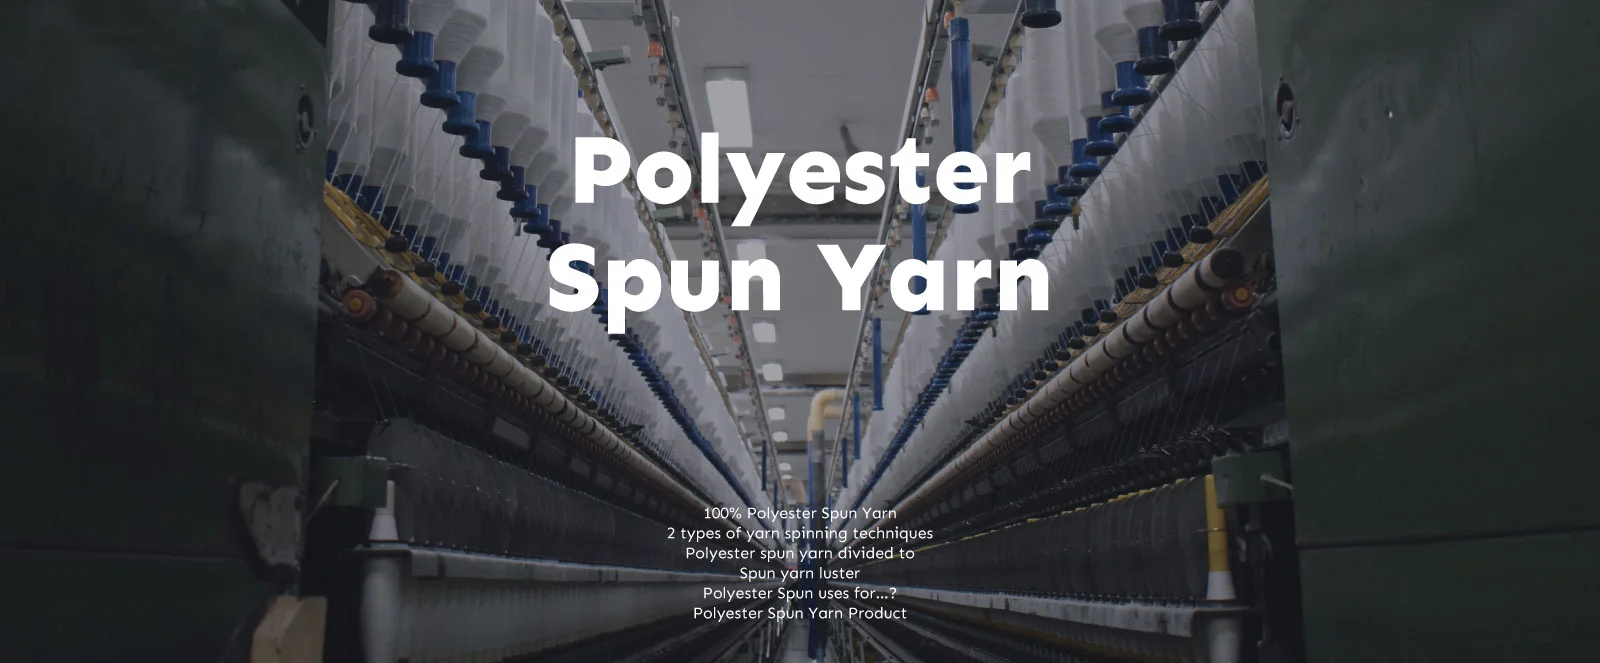 Polyester
Spun Yarn
100% Polyester Spun Yarn
2 types of yarn spinning techniques
Polyester spun yarn divided to
Spun yarn luster
Polyester Spun uses for...?
Polyester Spun Yarn Product